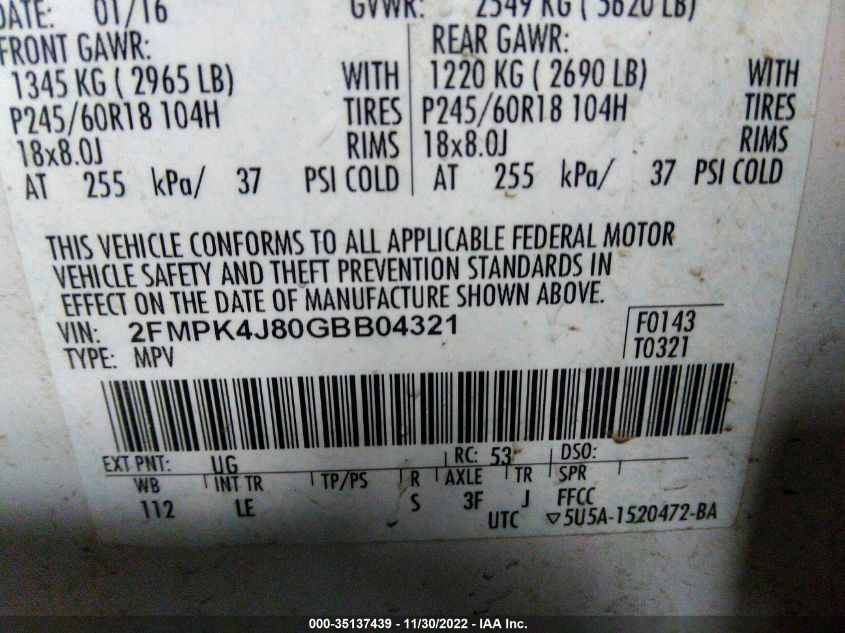 DATE: 01/16 GVWR: 2549 KG ( 5620 LB)
FRONT GAWR: REAR GAWR:
1345 KG ( 2965 LB) WITH 1220 KG ( 2690 LB) WITH
P245/60R18 104H TIRES P245/60R18 104H TIRES
18x8.0J RIMS 18x8.0J RIMS
AT 255 kPa/ 37 PSI COLD AT 255 kPa/ 37 PSI COLD
THIS VEHICLE CONFORMS TO ALL APPLICABLE FEDERAL MOTOR
VEHICLE SAFETY AND THEFT PREVENTION STANDARDS IN
EFFECT ON THE DATE OF MANUFACTURE SHOWN ABOVE.
VIN: 2FMPK4J80GBB04321 F0143
TYPE: MPV T0321
EXT PNT: UG RC: 53 DSO:
WB INT TR TP/PS R AXLE TR SPR
112 LE S 3F J FFCC
UTC ▽5U5A-1520472-BA
000-35137439 - 11/30/2022 - IAA Inc.